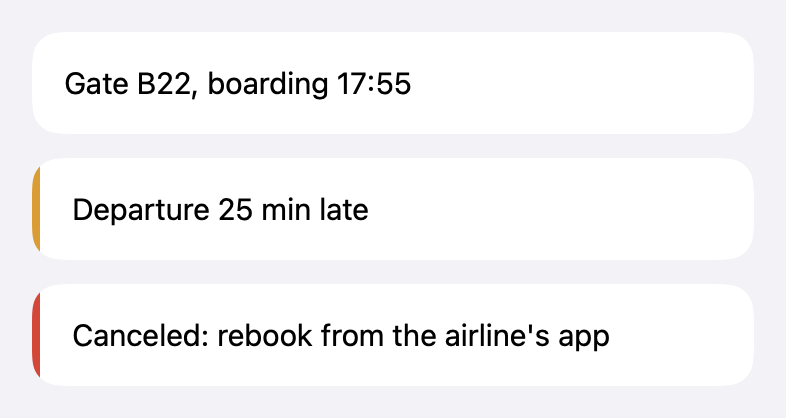 Gate B22, boarding 17:55
Departure 25 min late
Canceled: rebook from the airline's app